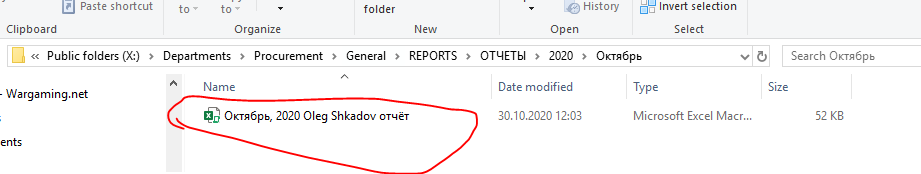 Paste shortcut
to
to
folder
History
Invert selection
Clipboard
Organize
New
Open
Select
« Public folders (X:) > Departments > Procurement > General > REPORTS > ОТЧЕТЫ > 2020 > Октябрь
Search Октябрь
Name
Date modified
Type
Size
- Wargaming.net
Октябрь, 2020 Oleg Shkadov отчёт
30.10.2020 12:03
Microsoft Excel Macr...
52 KB
ents